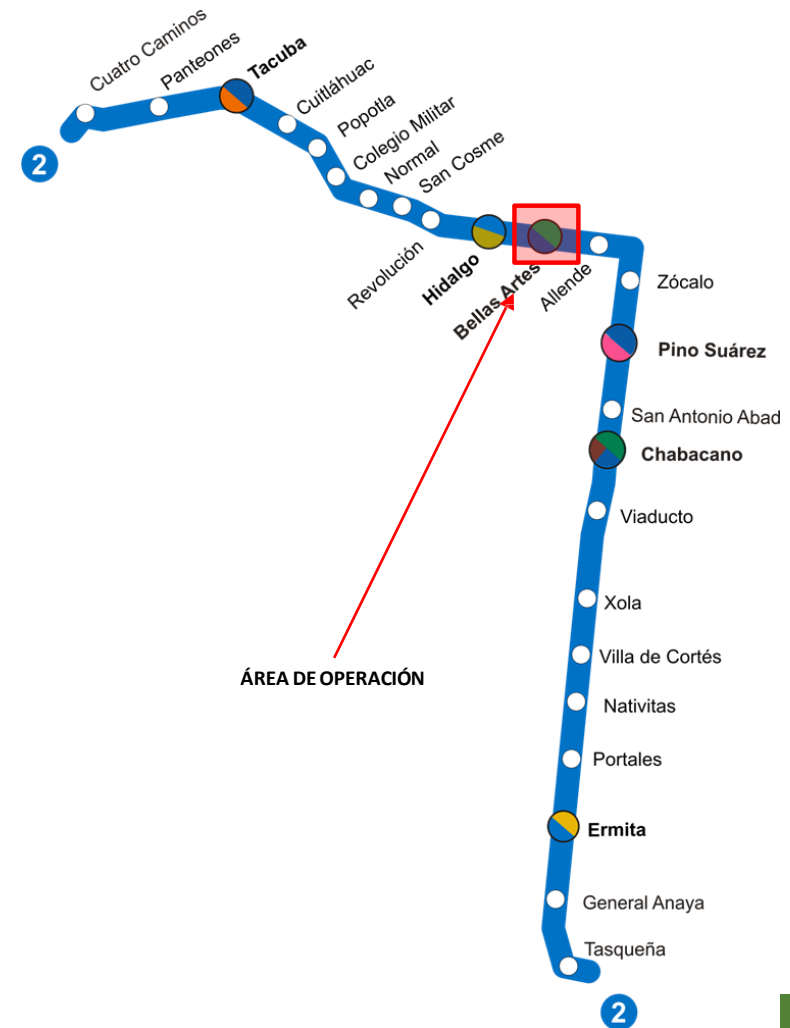 Cuatro Caminos
Panteones
Tacuba
Cuitláhuac
Popotla
Colegio Militar
Normal
San Cosme
2
Revolución
Hidalgo
Bellas Artes
Allende
Zócalo
Pino Suárez
San Antonio Abad
Chabacano
Viaducto
Xola
Villa de Cortés
ÁREA DE OPERACIÓN
Nativitas
Portales
Ermita
General Anaya
Tasqueña
2